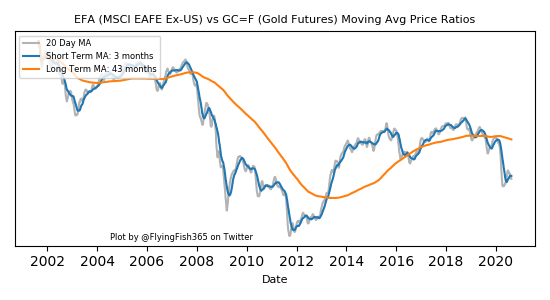 EFA (MSCI EAFE Ex-US) vs GC=F (Gold Futures) Moving Avg Price Ratios
20 Day MA
Short Term MA: 3 months
Long Term MA: 43 months
Plot by @FlyingFish365 on Twitter
2002 2004 2006 2008 2010 2012 2014 2016 2018 2020
Date